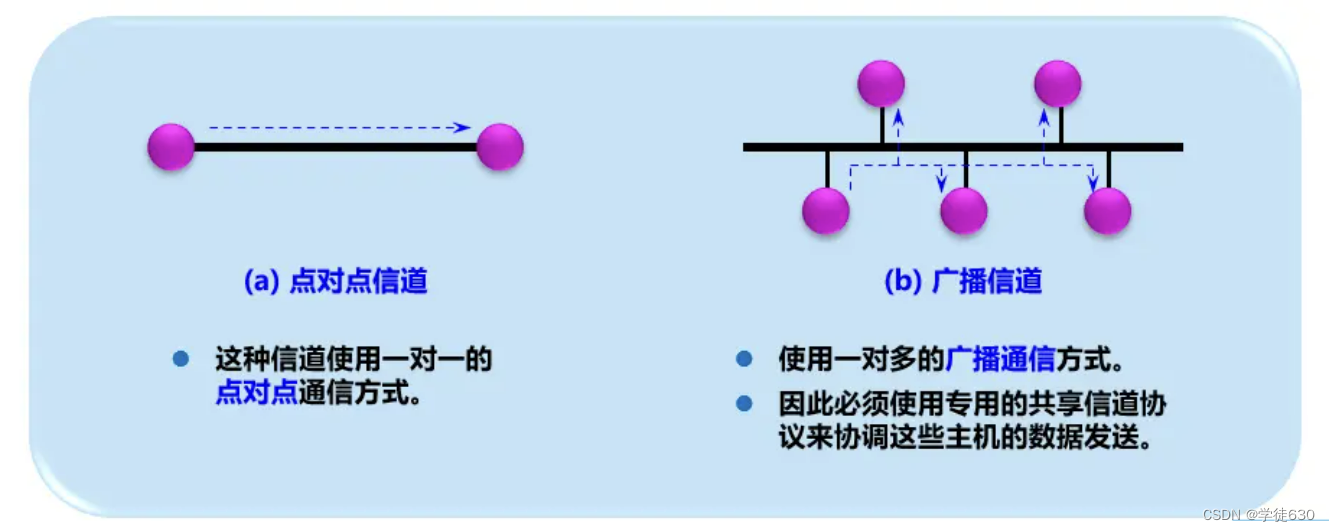 (a) 点对点信道
这种信道使用一对一的
点对点通信方式。
(b) 广播信道
使用一对多的广播通信方式。
因此必须使用专用的共享信道协
议来协调这些主机的数据发送。
CSDN @学徒630